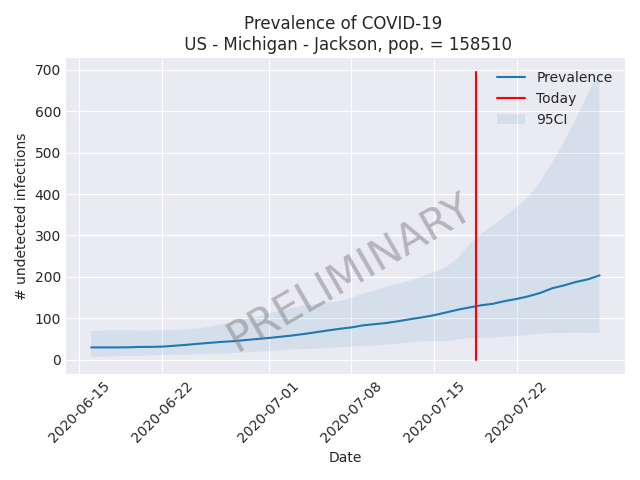 Prevalence of COVID-19
US - Michigan - Jackson, pop. = 158510
700
600
500
400
300
200
100
0
# undetected infections
Prevalence
Today
95CI
PRELIMINARY
2020-06-15
2020-06-22
2020-07-01
2020-07-08
2020-07-15
2020-07-22
Date